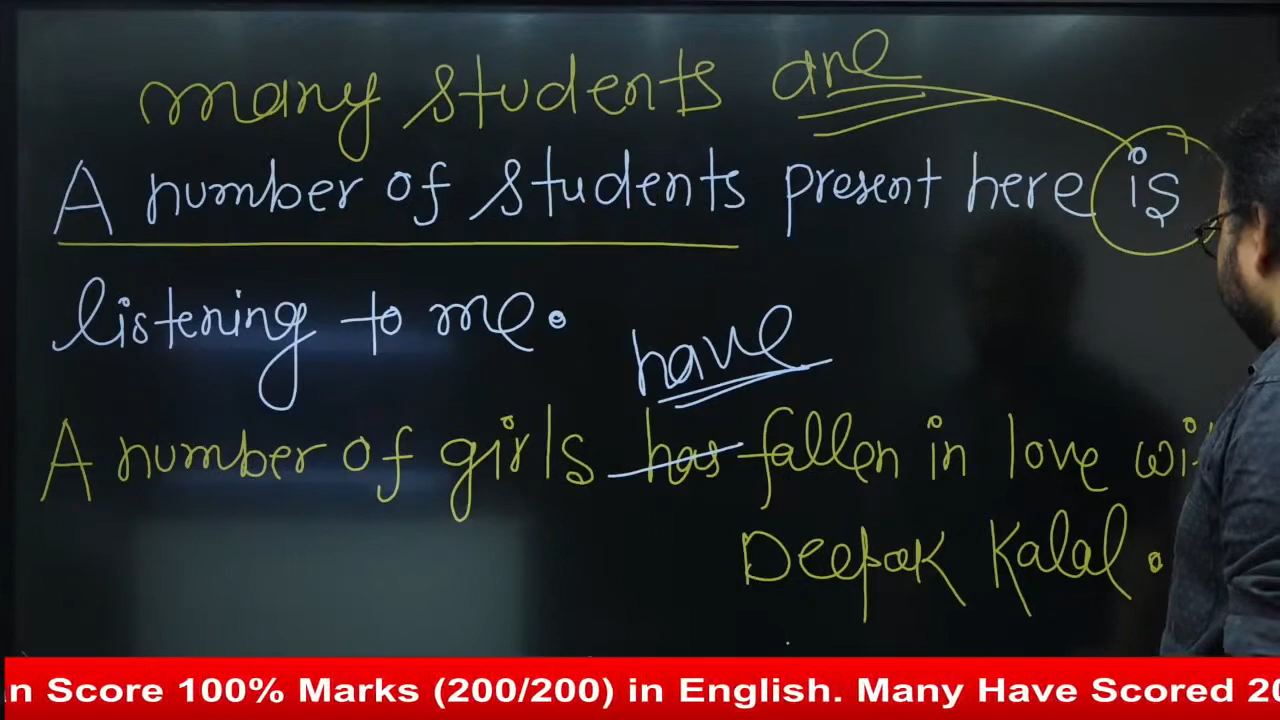 many students are
A number of students present here is
listening to me.
have
A number of girls has fallen in love wi
Deepak Kalal.
n Score 100% Marks (200/200) in English. Many Have Scored 20